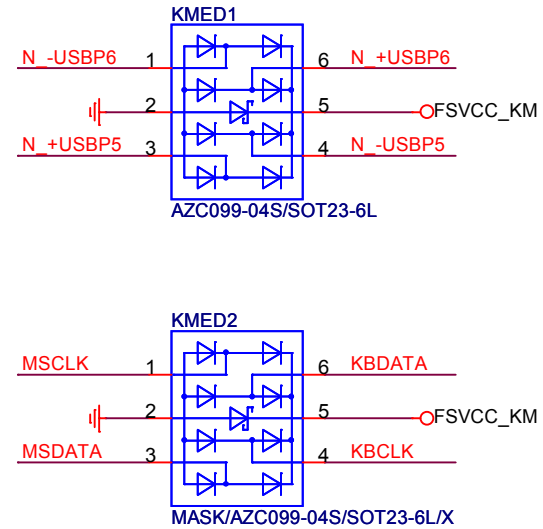 KMED1
N_-USBP6 1 6 N_+USBP6
2 5 FSVCC_KM
N_+USBP5 3 4 N_-USBP5
AZC099-04S/SOT23-6L
KMED2
MSCLK 1 6 KBDATA
2 5 FSVCC_KM
MSDATA 3 4 KBCLK
MASK/AZC099-04S/SOT23-6L/X